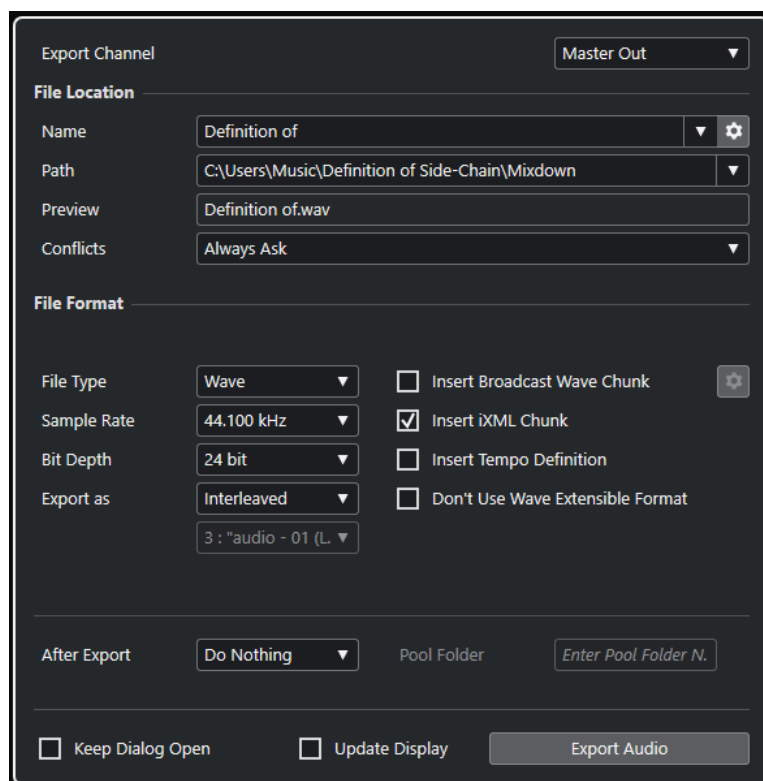 Export Channel Master Out
File Location
Name Definition of
Path C:\Users\Music\Definition of Side-Chain\Mixdown
Preview Definition of.wav
Conflicts Always Ask
File Format
File Type Wave Insert Broadcast Wave Chunk
Sample Rate 44.100 kHz Insert iXML Chunk
Bit Depth 24 bit Insert Tempo Definition
Export as Interleaved Don't Use Wave Extensible Format
3 : "audio - 01 (L.
After Export Do Nothing Pool Folder Enter Pool Folder N.
Keep Dialog Open Update Display Export Audio